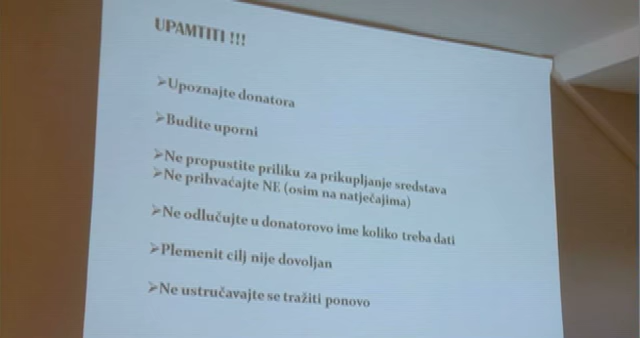 UPAMTITI !!!
➢Upoznajte donatora
➢Budite uporni
➢Ne propustite priliku za prikupljanje sredstava
➢Ne prihvaćajte NE (osim na natječajima)
➢Ne odlučujte u donatorovo ime koliko treba dati
➢Plemenit cilj nije dovoljan
➢Ne ustručavajte se tražiti ponovo